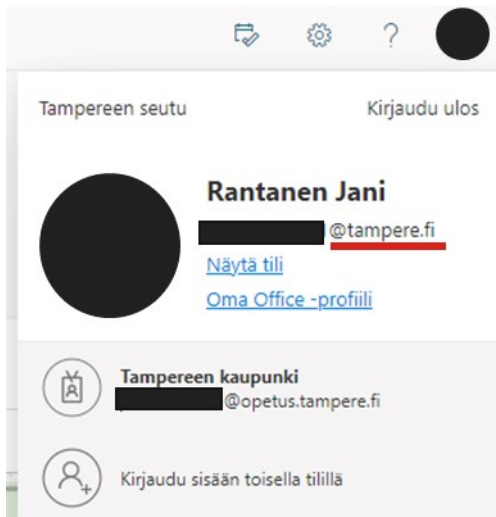 ?
Tampereen seutu Kirjaudu ulos
Rantanen Jani
@tampere.fi
Näytä tili
Oma Office -profiili
Tampereen kaupunki
@opetus.tampere.fi
Kirjaudu sisään toisella tilillä